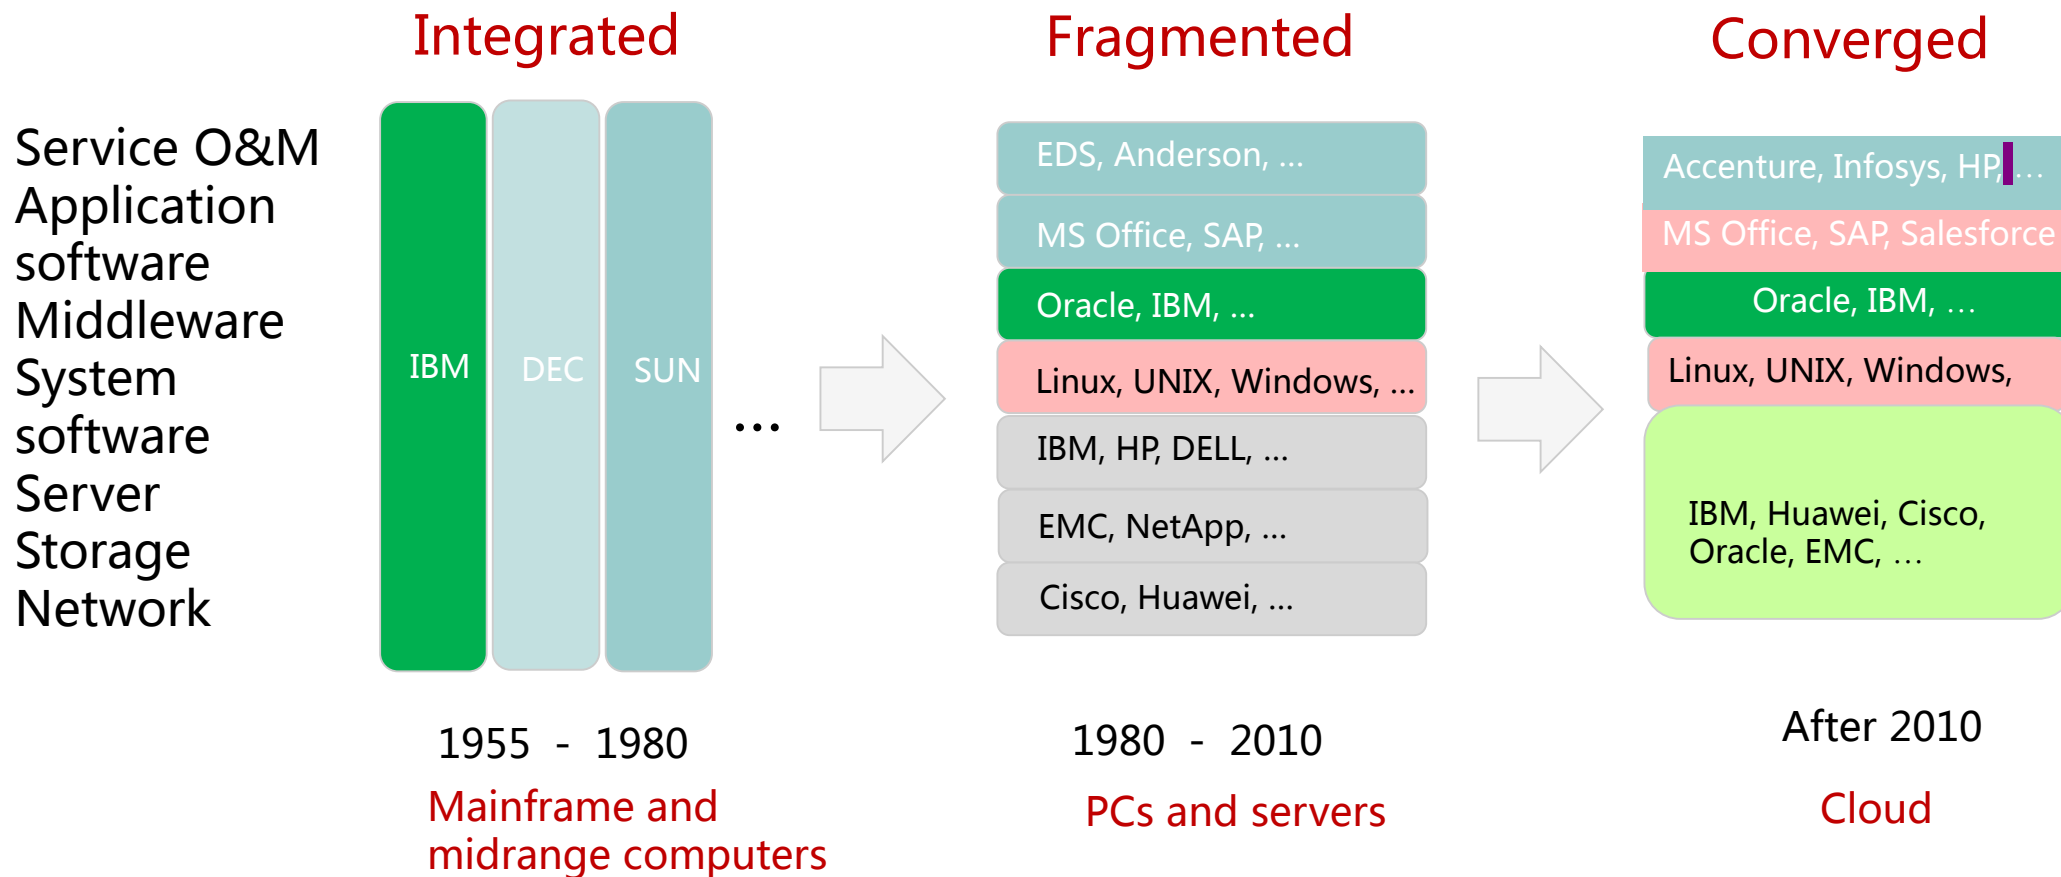 Integrated
Fragmented
Converged
Service O&M
Application
software
Middleware
System
software
Server
Storage
Network
IBM
DEC
SUN
...
EDS, Anderson, ...
MS Office, SAP, ...
Oracle, IBM, ...
Linux, UNIX, Windows, ...
IBM, HP, DELL, ...
EMC, NetApp, ...
Cisco, Huawei, ...
Accenture, Infosys, HP, ...
MS Office, SAP, Salesforce
Oracle, IBM, ...
Linux, UNIX, Windows,
IBM, Huawei, Cisco,
Oracle, EMC, ...
1955 - 1980
1980 - 2010
After 2010
Mainframe and
midrange computers
PCs and servers
Cloud